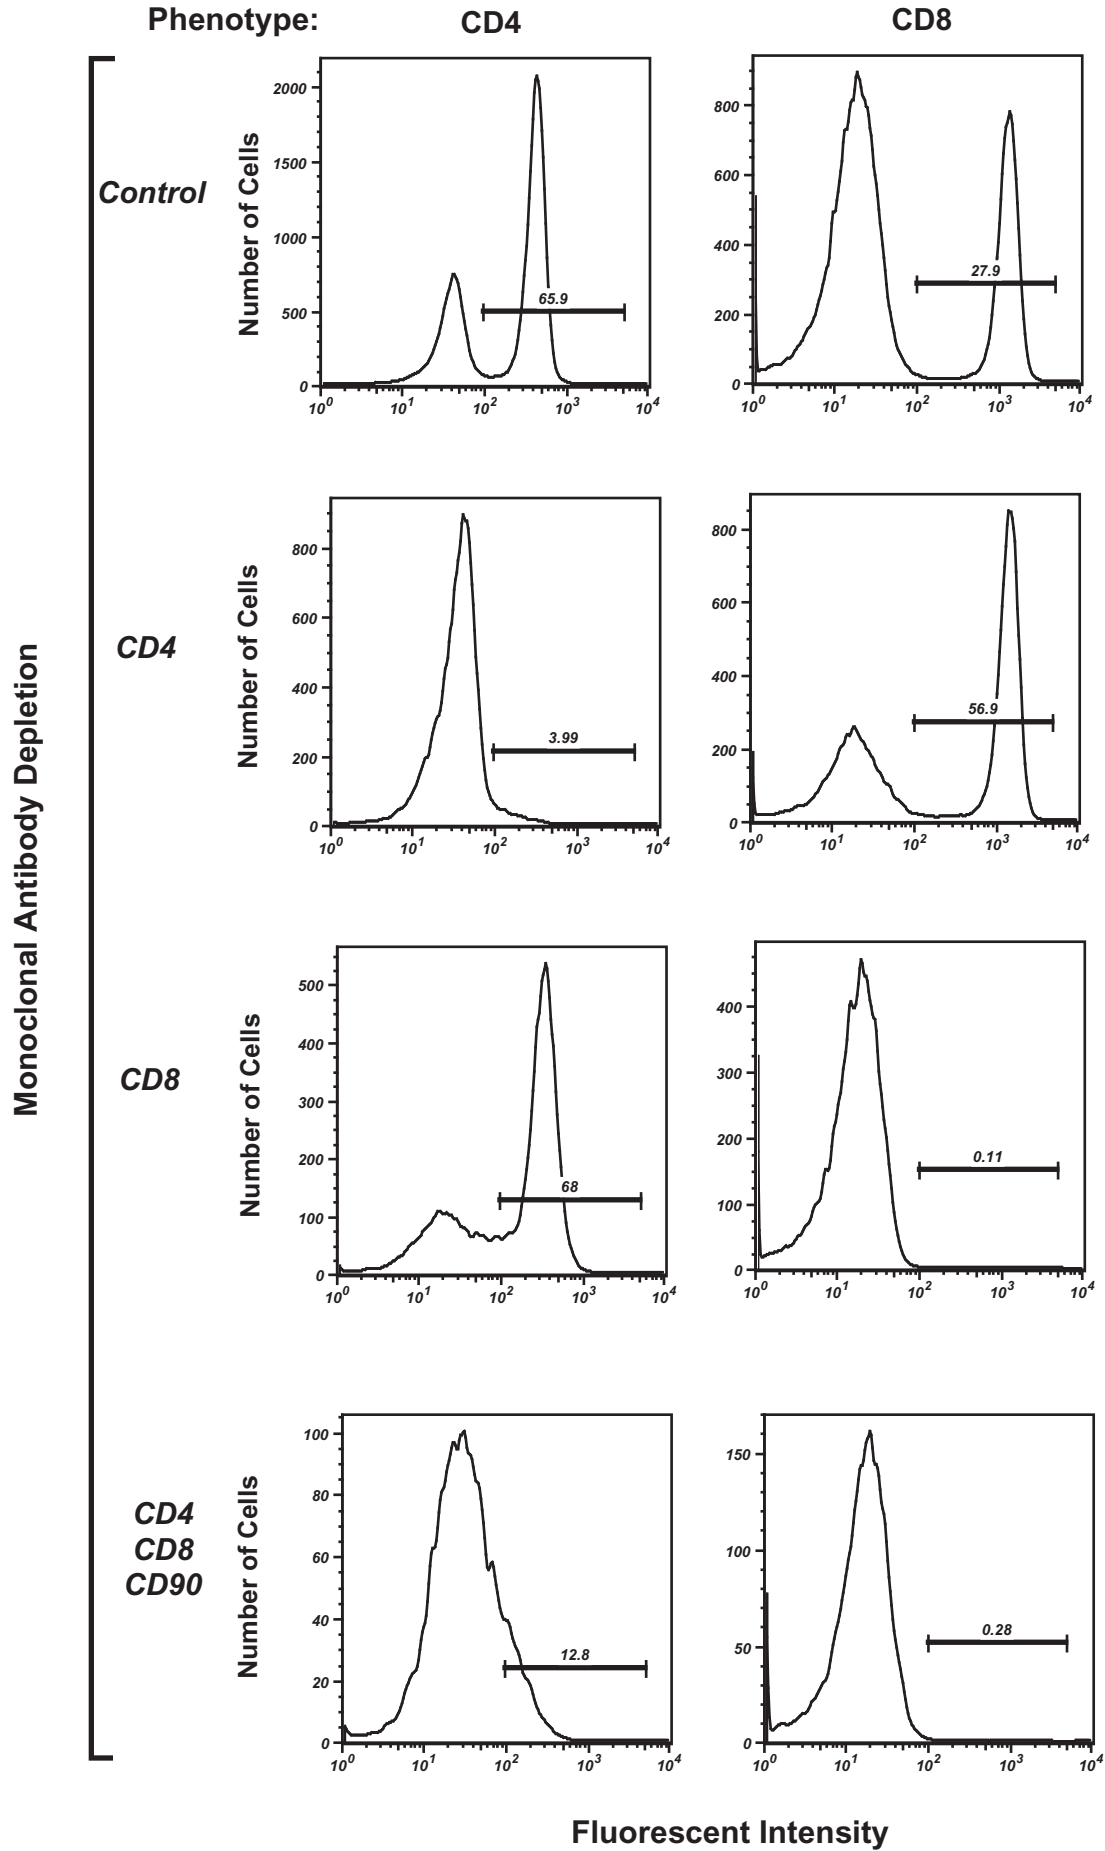 Phenotype: CD4 CD8
Monoclonal Antibody Depletion
Control
Number of Cells
2000
1500
1000
500
0
65.9
10^0 10^1 10^2 10^3 10^4
800
600
400
200
0
27.9
10^0 10^1 10^2 10^3 10^4
CD4
Number of Cells
800
600
400
200
0
3.99
10^0 10^1 10^2 10^3 10^4
800
600
400
200
0
56.9
10^0 10^1 10^2 10^3 10^4
CD8
Number of Cells
500
400
300
200
100
0
68
10^0 10^1 10^2 10^3 10^4
400
300
200
100
0
0.11
10^0 10^1 10^2 10^3 10^4
CD4
CD8
CD90
Number of Cells
100
80
60
40
20
0
12.8
10^0 10^1 10^2 10^3 10^4
150
100
50
0
0.28
10^0 10^1 10^2 10^3 10^4
Fluorescent Intensity